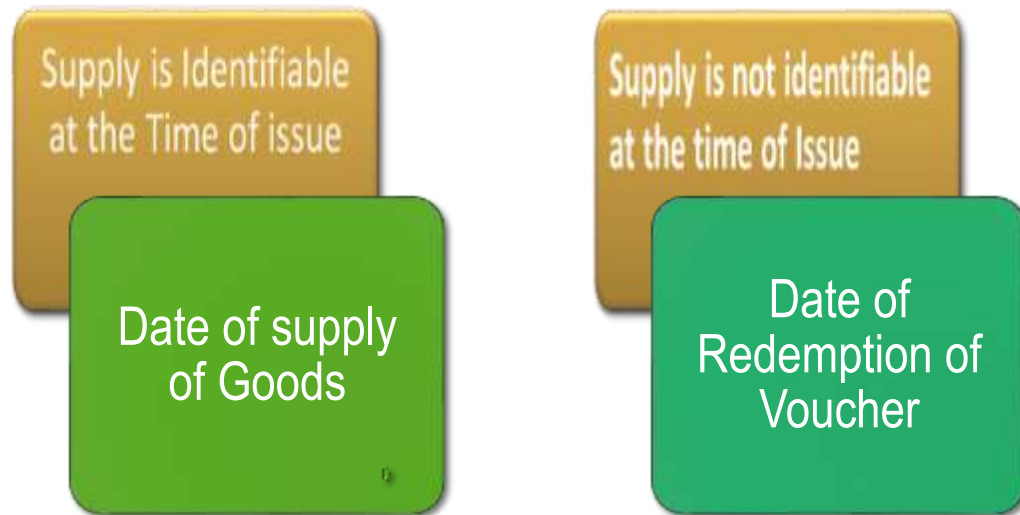 Supply is Identifiable
at the Time of issue
Date of supply
of Goods
Supply is not identifiable
at the time of Issue
Date of
Redemption of
Voucher